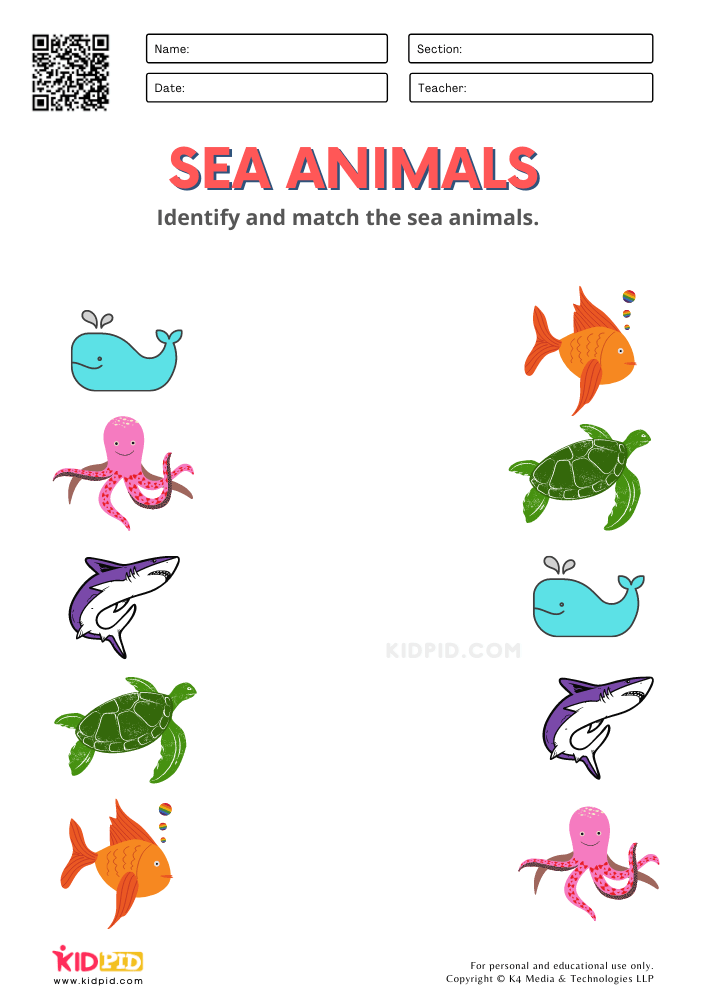 Name:
Section:
Date:
Teacher:
SEA ANIMALS
Identify and match the sea animals.
KIDPID.COM
KIDPID
www.kidpid.com
For personal and educational use only.
Copyright © K4 Media & Technologies LLP